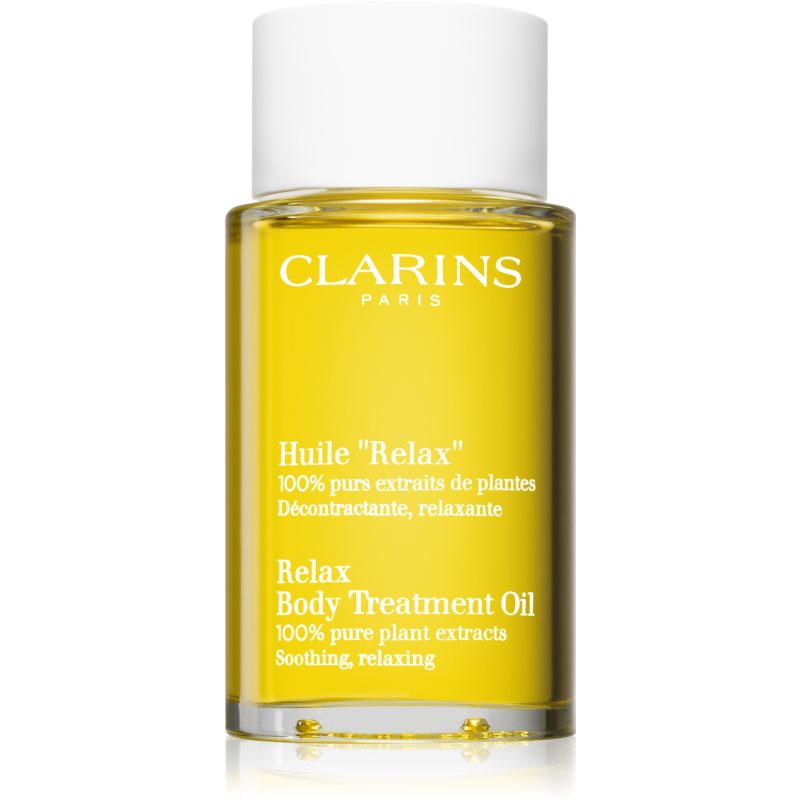 CLARINS
PARIS
Huile "Relax"
100% purs extraits de plantes
Décontractante, relaxante
Relax
Body Treatment Oil
100% pure plant extracts
Soothing, relaxing